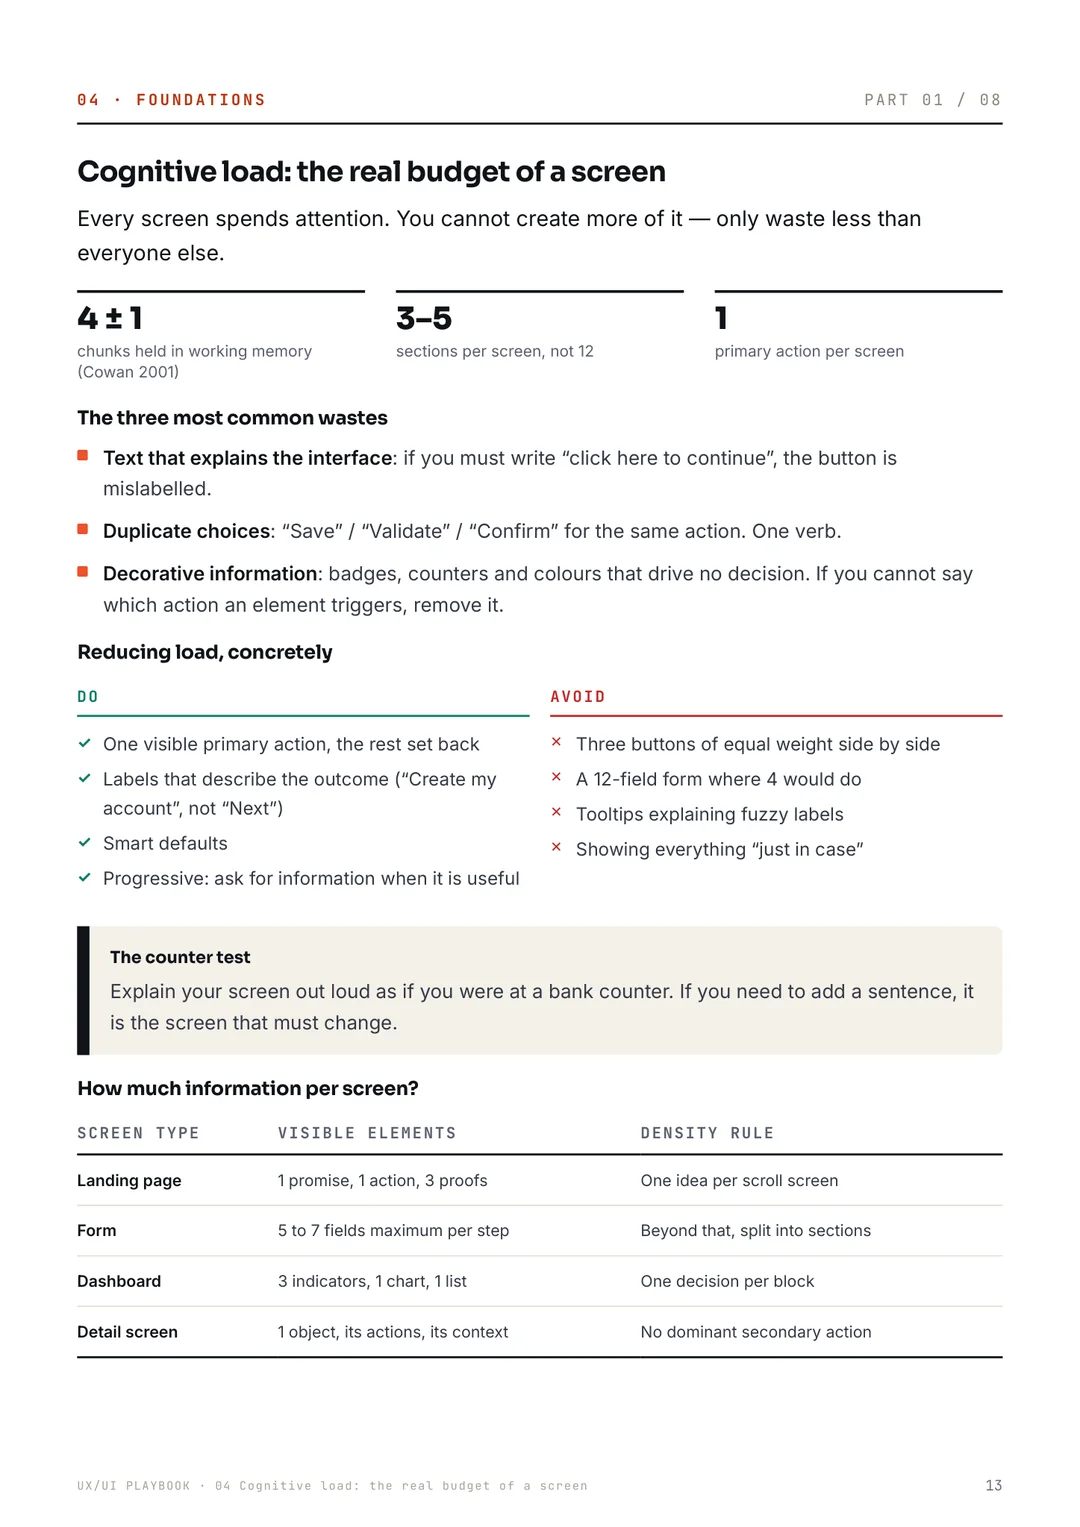 04 · FOUNDATIONS
PART 01 / 08
Cognitive load: the real budget of a screen
Every screen spends attention. You cannot create more of it — only waste less than
everyone else.
4 ± 1
chunks held in working memory
(Cowan 2001)
3–5
sections per screen, not 12
1
primary action per screen
The three most common wastes
Text that explains the interface: if you must write “click here to continue”, the button is
mislabelled.
Duplicate choices: “Save” / “Validate” / “Confirm” for the same action. One verb.
Decorative information: badges, counters and colours that drive no decision. If you cannot say
which action an element triggers, remove it.
Reducing load, concretely
DO
✓ One visible primary action, the rest set back
✓ Labels that describe the outcome (“Create my
account”, not “Next”)
✓ Smart defaults
✓ Progressive: ask for information when it is useful
AVOID
✕ Three buttons of equal weight side by side
✕ A 12-field form where 4 would do
✕ Tooltips explaining fuzzy labels
✕ Showing everything “just in case”
The counter test
Explain your screen out loud as if you were at a bank counter. If you need to add a sentence, it
is the screen that must change.
How much information per screen?
SCREEN TYPE VISIBLE ELEMENTS DENSITY RULE
Landing page 1 promise, 1 action, 3 proofs One idea per scroll screen
Form 5 to 7 fields maximum per step Beyond that, split into sections
Dashboard 3 indicators, 1 chart, 1 list One decision per block
Detail screen 1 object, its actions, its context No dominant secondary action
UX/UI PLAYBOOK · 04 Cognitive load: the real budget of a screen
13